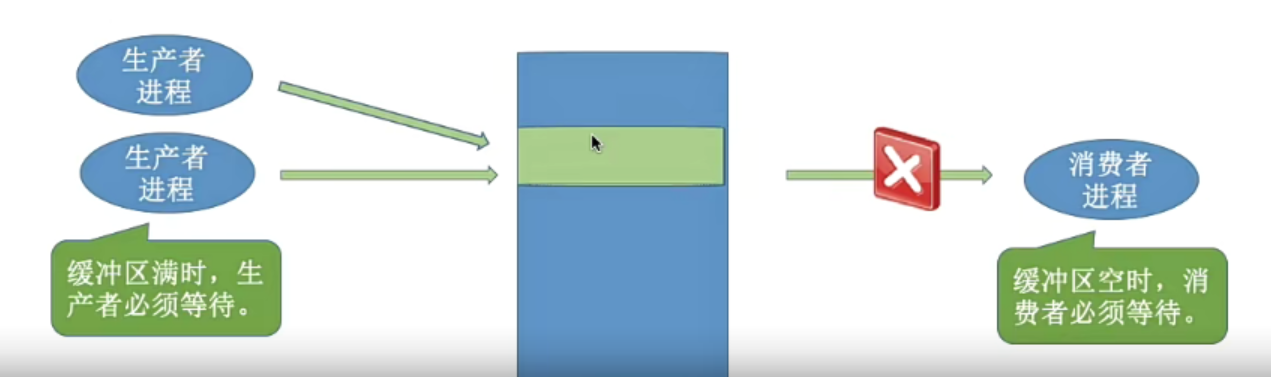 生产者
进程
生产者
进程
缓冲区满时，生
产者必须等待。
消费者
进程
缓冲区空时，消
费者必须等待。